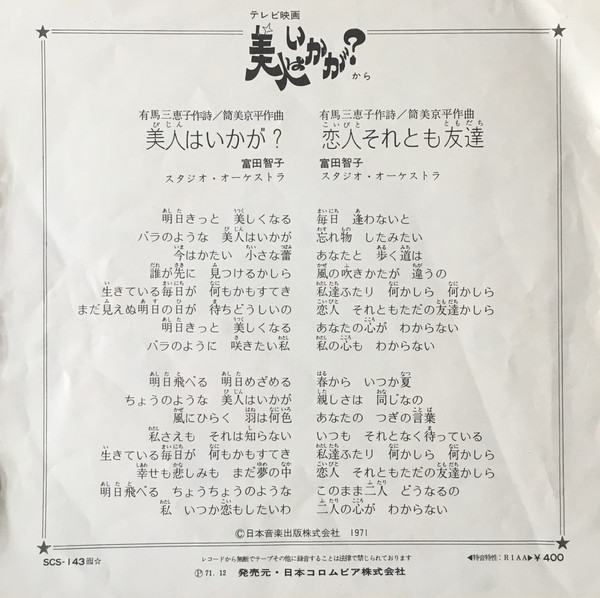 テレビ映画
美人はいかが?
から
有馬三恵子作詩/筒美京平作曲
美人はいかが?
富田智子
スタジオ・オーケストラ
明日きっと 美しくなる
バラのような 美人はいかが
今はかたい 小さな蕾
誰が先に 見つけるかしら
生きている毎日が 何もかもすてき
まだ見えぬ明日の日が 待ちどうしいの
明日きっと 美しくなる
バラのように 咲きたい私
明日飛べる 明日めざめる
ちょうのような 美人はいかが
風にひらく 羽は何色
私さえも それは知らない
生きている毎日が 何もかもすてき
幸せも悲しみも まだ夢の中
明日飛べる ちょうちょうのような
私 いつか恋もしたいわ
有馬三恵子作詩/筒美京平作曲
恋人それとも友達
富田智子
スタジオ・オーケストラ
毎日 逢わないと
忘れ物 したみたい
あなたと 歩く道は
風の吹きかたが 違うの
私達ふたり 何かしら 何かしら
恋人 それともただの友達かしら
あなたの心が わからない
私の心も わからない
春から いつか夏
親しさは 同じなの
あなたの つぎの言葉
いつも それとなく待っている
私達ふたり 何かしら 何かしら
恋人 それともただの友達かしら
このまま二人 どうなるの
二人の心が わからない
©日本音楽出版株式会社 1971
SCS-143
レコードから無断でテープその他に録音することは法律で禁じられております
Ⓟ71.12 発売元・日本コロムビア株式会社
◀特音特性:RIAA▶¥400